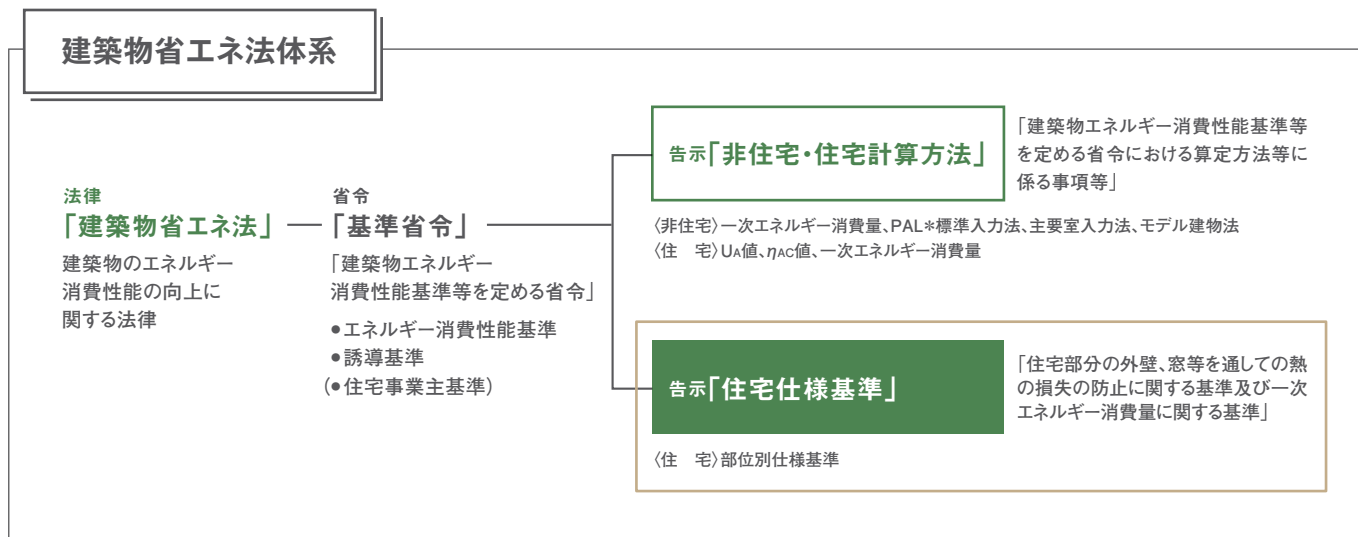 建築物省エネ法体系
法律
「建築物省エネ法」
建築物のエネルギー
消費性能の向上に
関する法律
省令
「基準省令」
「建築物エネルギー
消費性能基準等を定める省令」
●エネルギー消費性能基準
●誘導基準
(●住宅事業主基準)
告示「非住宅・住宅計算方法」
「建築物エネルギー消費性能基準等
を定める省令における算定方法等に
係る事項等」
〈非住宅〉一次エネルギー消費量、PAL*標準入力法、主要室入力法、モデル建物法
〈住　宅〉UA値、ηAC値、一次エネルギー消費量
告示「住宅仕様基準」
「住宅部分の外壁、窓等を通しての熱
の損失の防止に関する基準及び一次
エネルギー消費量に関する基準」
〈住　宅〉部位別仕様基準